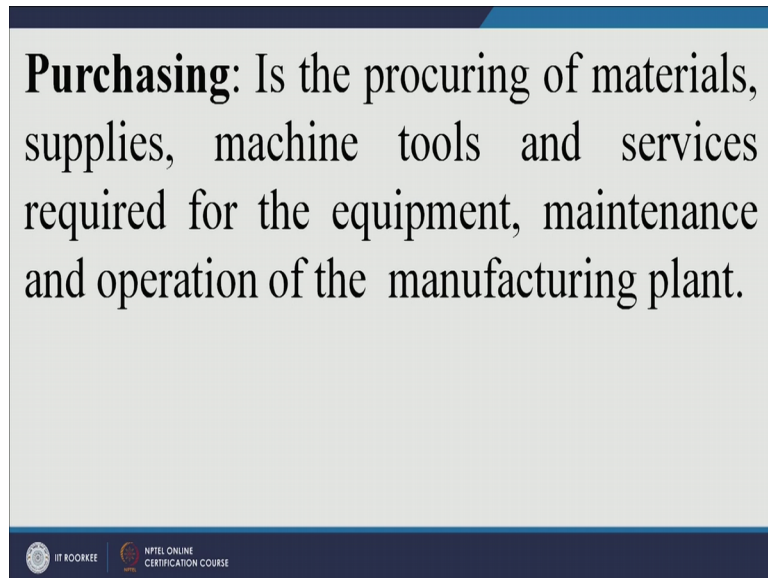 Purchasing: Is the procuring of materials,
supplies, machine tools and services
required for the equipment, maintenance
and operation of the manufacturing plant.
IIT ROORKEE
NPTEL ONLINE
CERTIFICATION COURSE